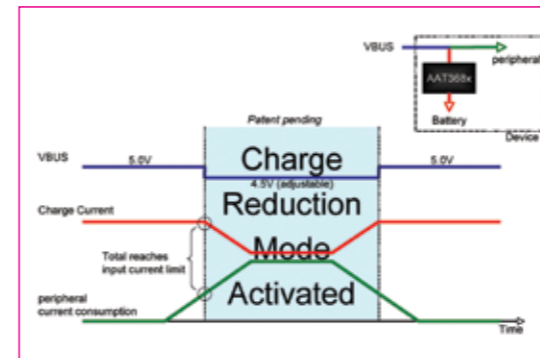 VBUS
peripheral
AAT368x
Battery
Device
Patent pending
VBUS
5.0V
Charge
5.0V
4.5V (adjustable)
Charge Current
Reduction
Total reaches
input current limit
Mode
Activated
peripheral
current consumption
Time